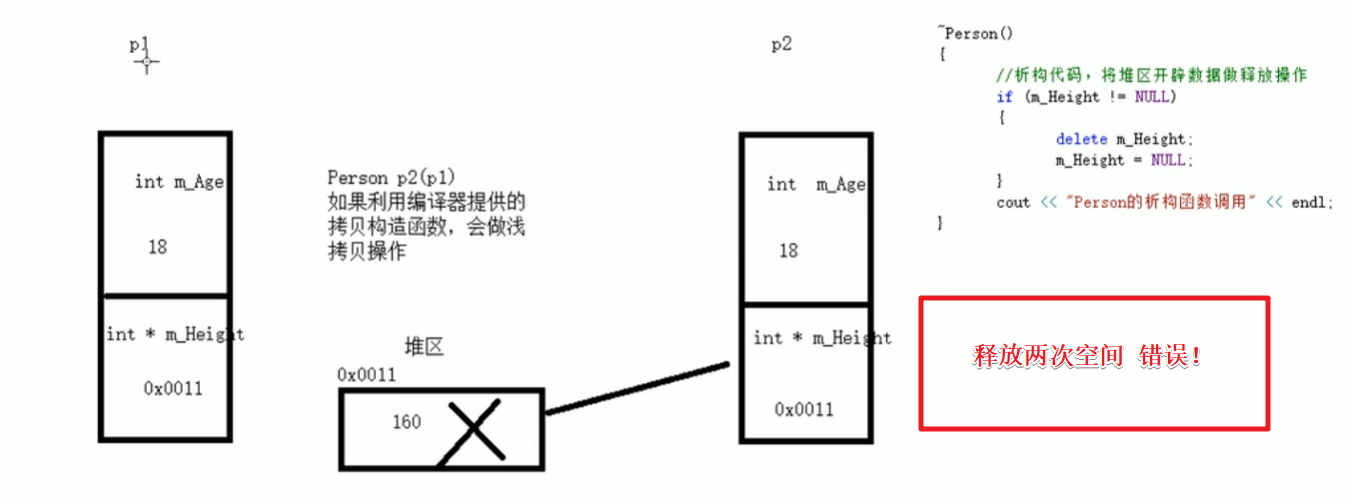 p1
int m_Age
18
int * m_Height
0x0011
Person p2(p1)
如果利用编译器提供的
拷贝构造函数，会做浅
拷贝操作
堆区
0x0011
160
p2
int m_Age
18
int * m_Height
0x0011
~Person()
{
//析构代码，将堆区开辟数据做释放操作
if (m_Height != NULL)
{
delete m_Height;
m_Height = NULL;
}
cout << "Person的析构函数调用" << endl;
}
释放两次空间 错误！